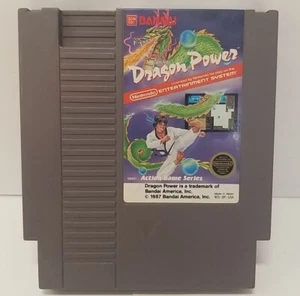 BANDAI
Dragon Power
Nintendo ENTERTAINMENT SYSTEM
Action Game Series
Dragon Power is a trademark of
Bandai America, Inc.
© 1987 Bandai America, Inc.